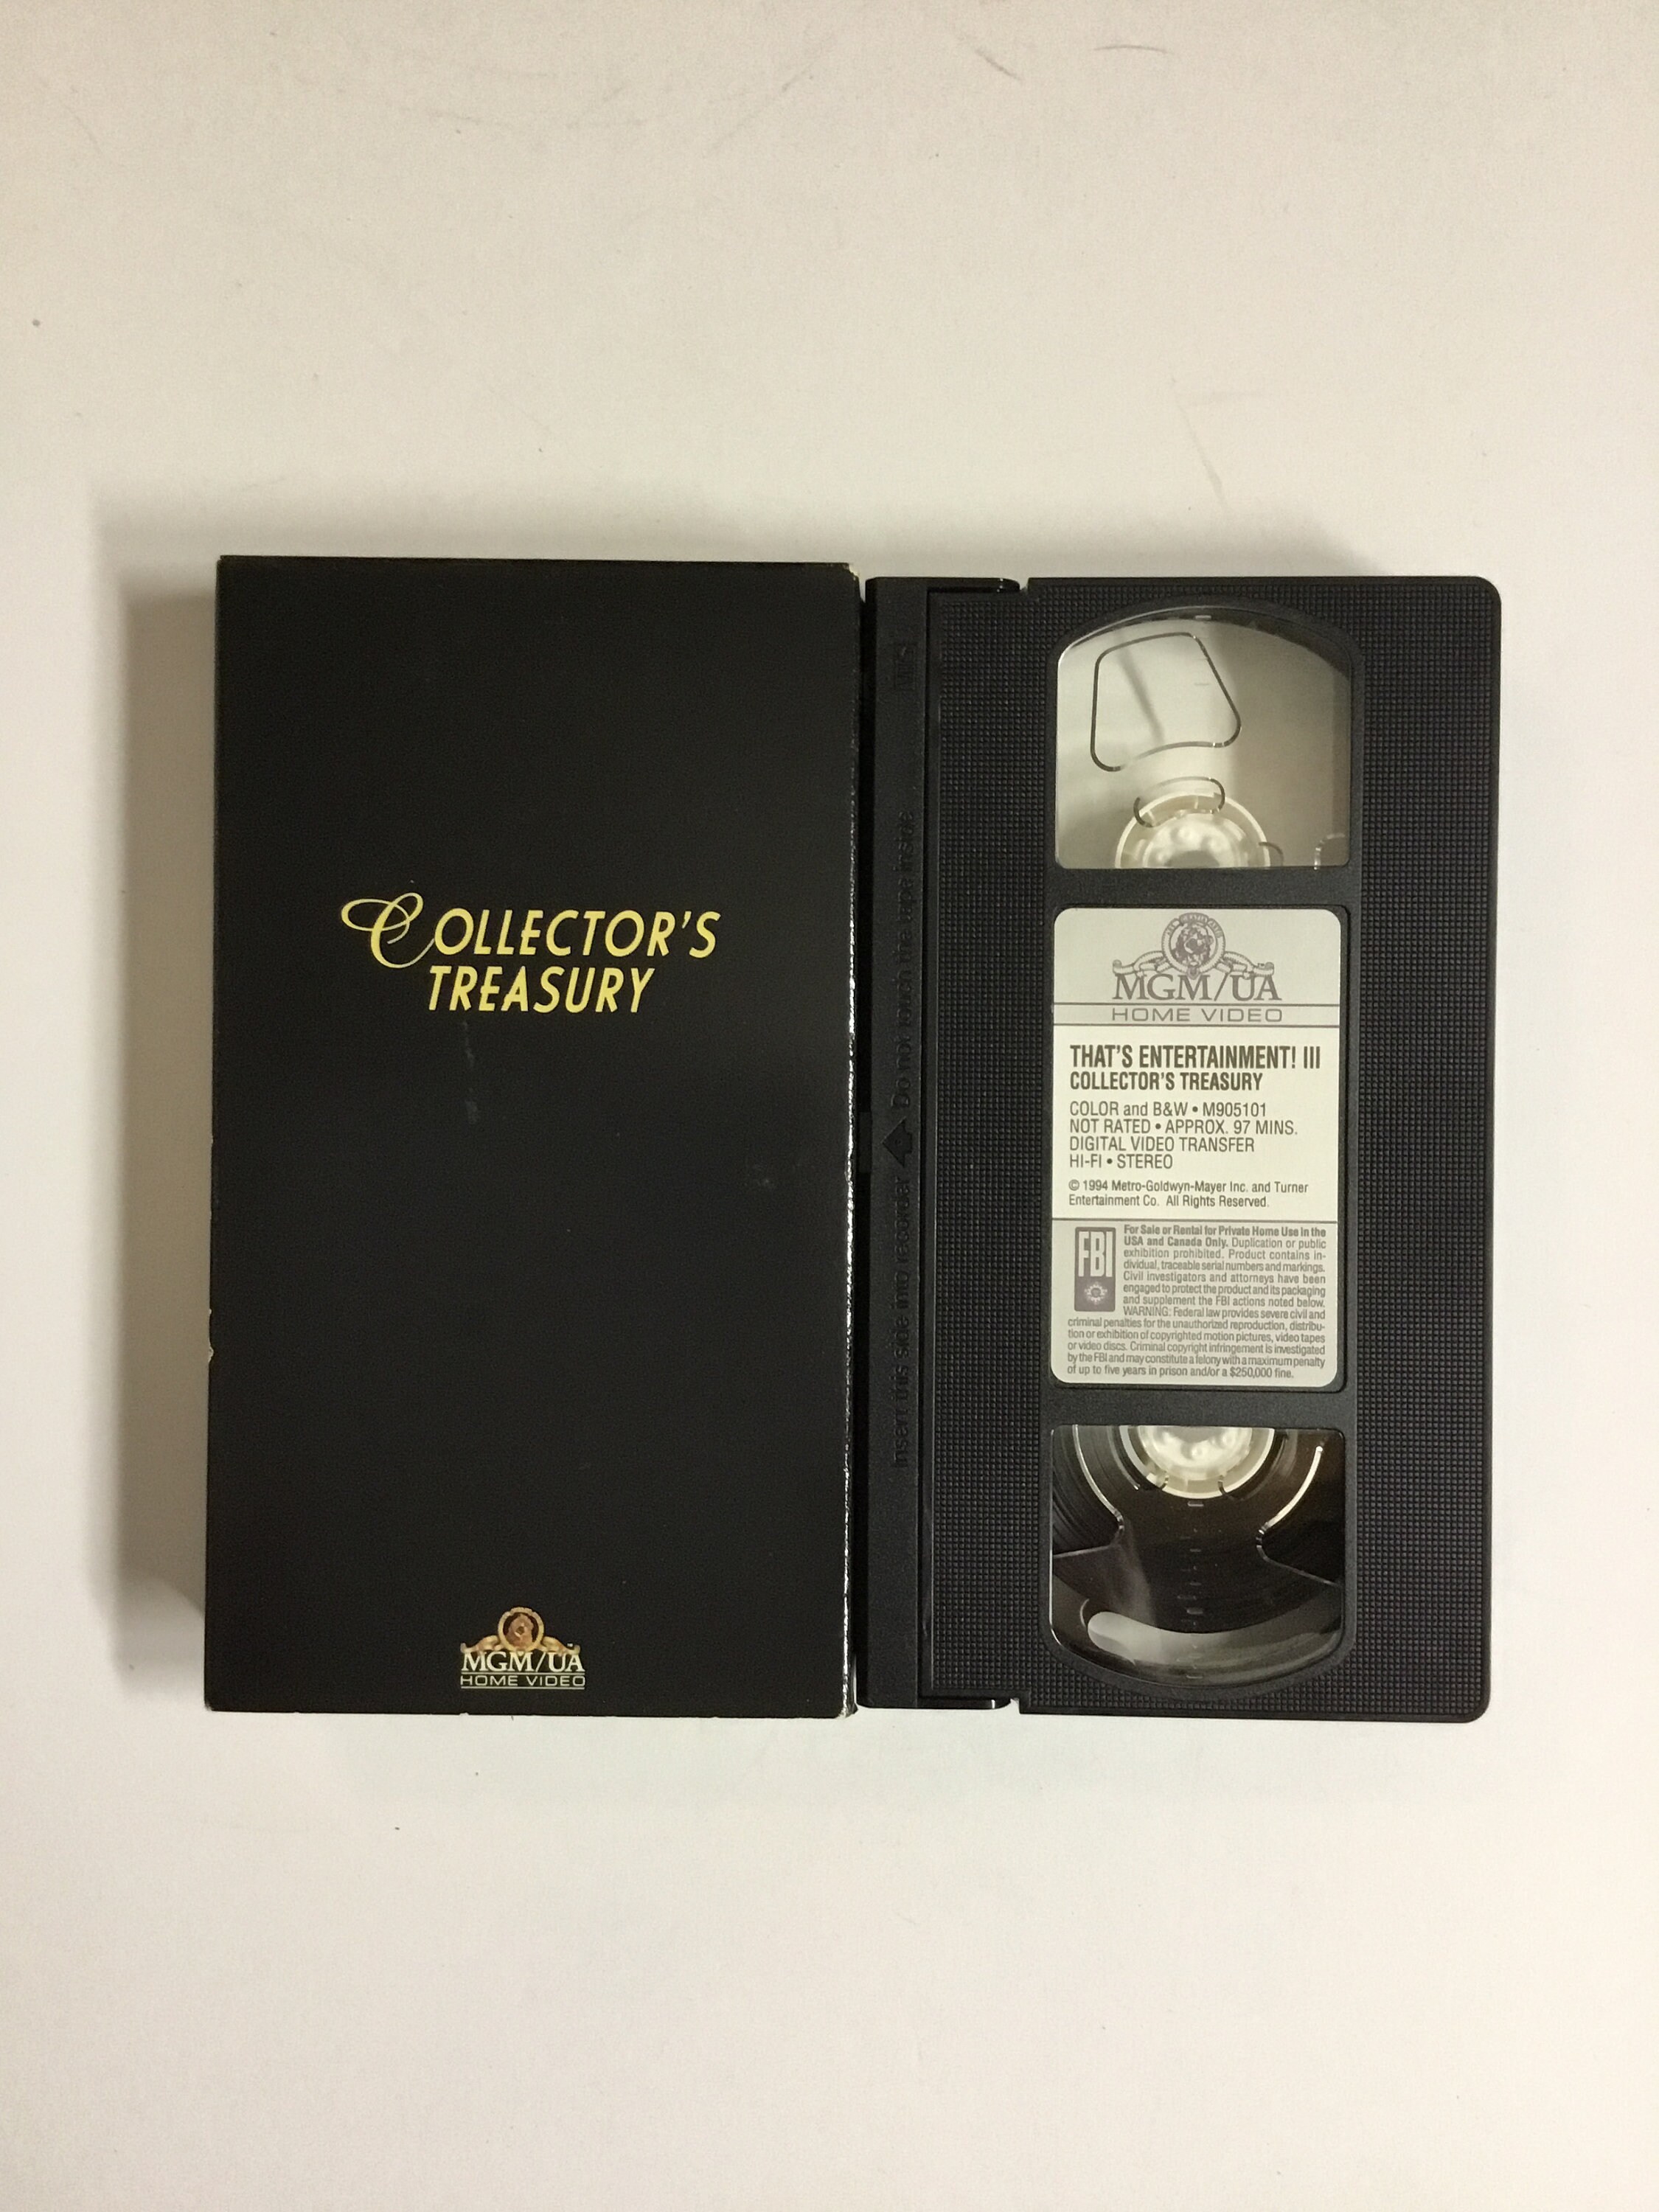 COLLECTOR'S
TREASURY
MGM/UA
HOME VIDEO
Insert this side into recorder Do not touch the tape inside
VHS
MGM/UA
HOME VIDEO
THAT'S ENTERTAINMENT! III
COLLECTOR'S TREASURY
COLOR and B&W • M905101
NOT RATED • APPROX. 97 MINS.
DIGITAL VIDEO TRANSFER
HI-FI • STEREO
© 1994 Metro-Goldwyn-Mayer Inc. and Turner
Entertainment Co. All Rights Reserved.
FBI
For Sale or Rental for Private Home Use in the
USA and Canada Only. Duplication or public
exhibition prohibited. Product contains in-
dividual, traceable serial numbers and markings.
Civil investigators and attorneys have been
engaged to protect the product and its packaging
and supplement the FBI actions noted below.
WARNING: Federal law provides severe civil and
criminal penalties for the unauthorized reproduction, distribu-
tion or exhibition of copyrighted motion pictures, video tapes
or video discs. Criminal copyright infringement is investigated
by the FBI and may constitute a felony with a maximum penalty
of up to five years in prison and/or a $250,000 fine.